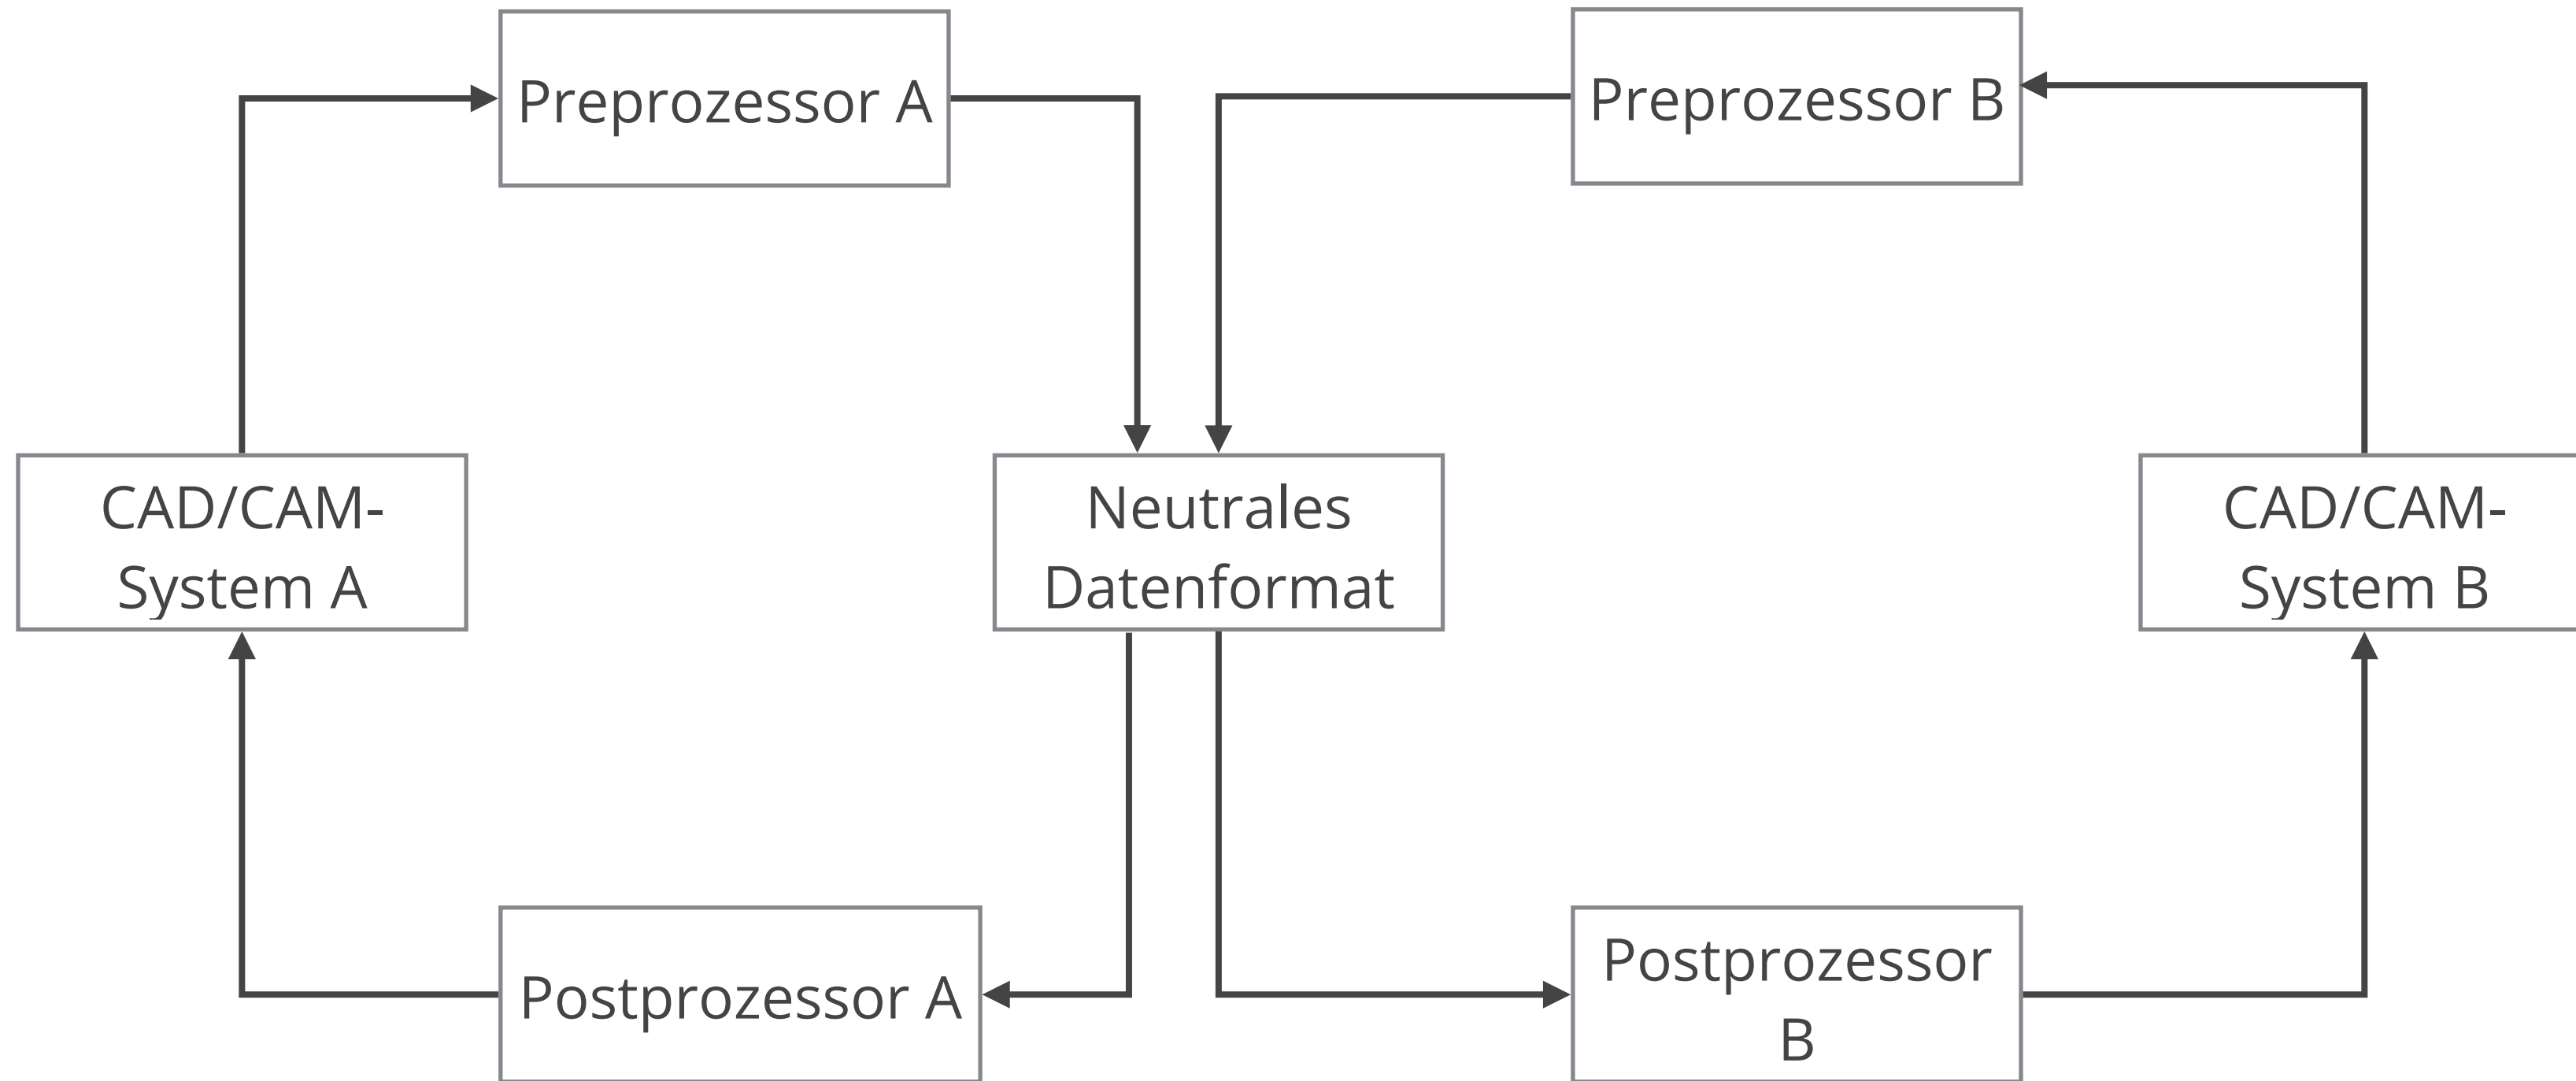 Preprozessor A
Preprozessor B
CAD/CAM-
System A
Neutrales
Datenformat
CAD/CAM-
System B
Postprozessor A
Postprozessor
B